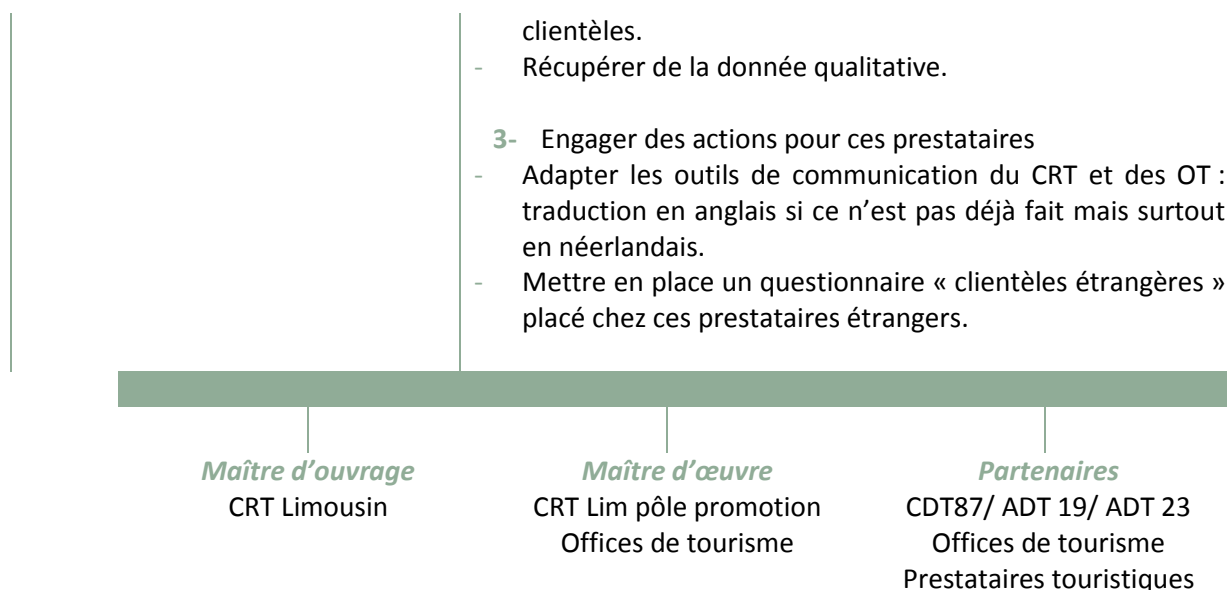 clientèles.
- Récupérer de la donnée qualitative.
3- Engager des actions pour ces prestataires
- Adapter les outils de communication du CRT et des OT :
traduction en anglais si ce n’est pas déjà fait mais surtout
en néerlandais.
- Mettre en place un questionnaire « clientèles étrangères »
placé chez ces prestataires étrangers.
Maître d’ouvrage
CRT Limousin
Maître d’œuvre
CRT Lim pôle promotion
Offices de tourisme
Partenaires
CDT87/ ADT 19/ ADT 23
Offices de tourisme
Prestataires touristiques